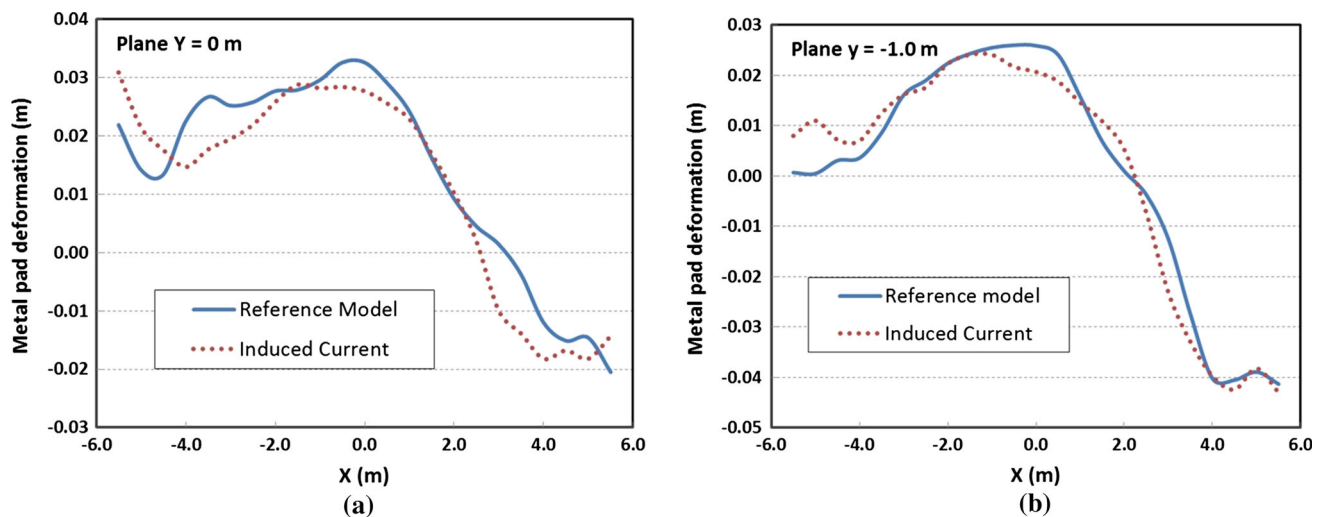 Plane Y = 0 m
Metal pad deformation (m)
0.04
0.03
0.02
0.01
0.00
-0.01
-0.02
-0.03
Reference Model
Induced Current
-6.0 -4.0 -2.0 0.0 2.0 4.0 6.0
X (m)
(a)
Plane y = -1.0 m
Metal pad deformation (m)
0.03
0.02
0.01
0.00
-0.01
-0.02
-0.03
-0.04
-0.05
Reference model
Induced Current
-6.0 -4.0 -2.0 0.0 2.0 4.0 6.0
X (m)
(b)